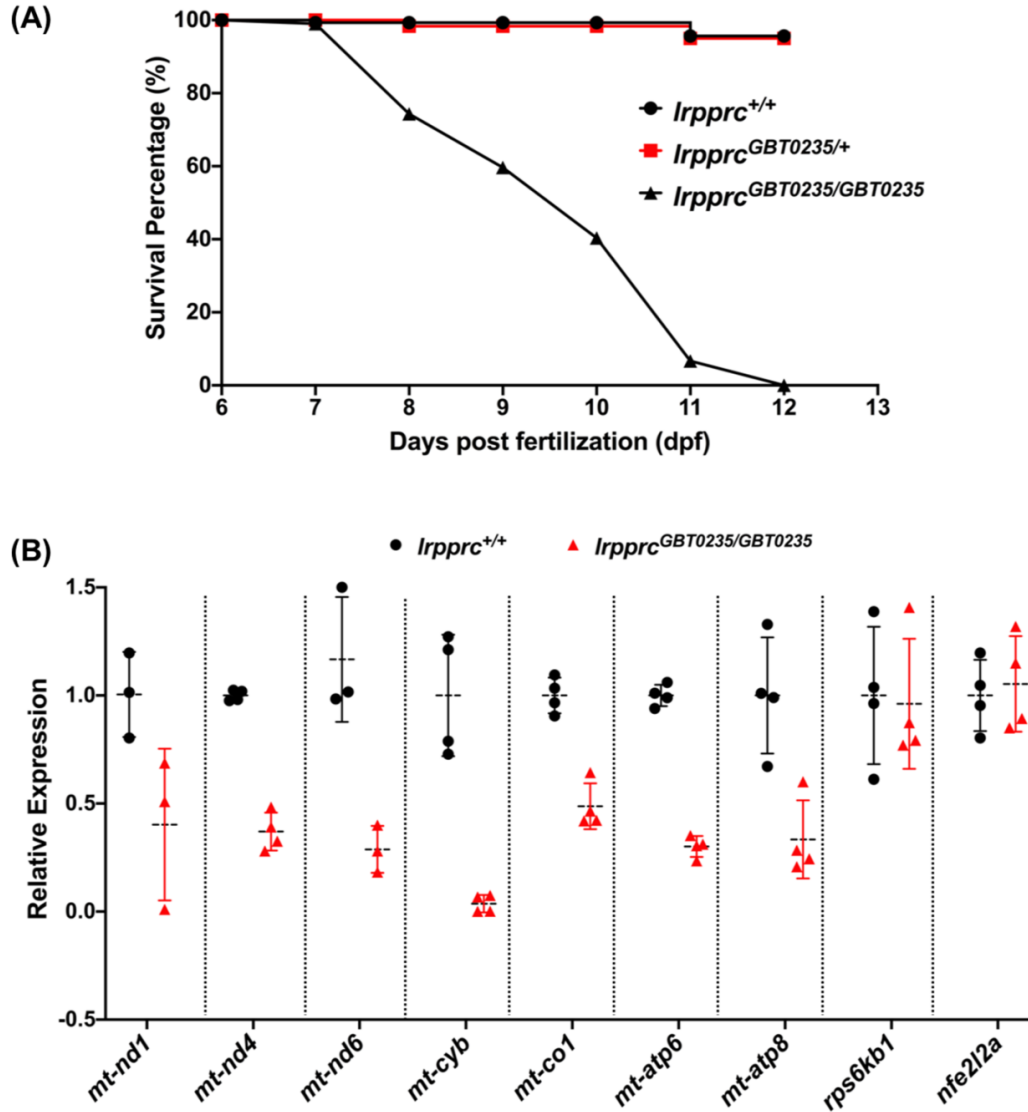 (A)
100
80
60
40
20
0
Survival Percentage (%)
6 7 8 9 10 11 12 13
Days post fertilization (dpf)
lrpprc+/+
lrpprcGBT0235/+
lrpprcGBT0235/GBT0235
(B)
lrpprc+/+ lrpprcGBT0235/GBT0235
1.5
1.0
0.5
0.0
-0.5
Relative Expression
mt-nd1 mt-nd4 mt-nd6 mt-cyb mt-co1 mt-atp6 mt-atp8 rps6kb1 nfe2l2a